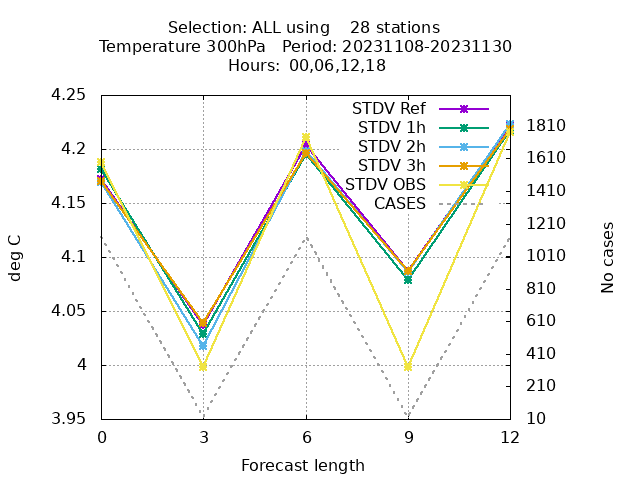 Selection: ALL using    28 stations
Temperature 300hPa   Period: 20231108-20231130
Hours: 00,06,12,18
4.25
4.2
4.15
4.1
4.05
4
3.95
deg C
STDV Ref
STDV 1h
STDV 2h
STDV 3h
STDV OBS
CASES
1810
1610
1410
1210
1010
810
610
410
210
10
No cases
0 3 6 9 12
Forecast length